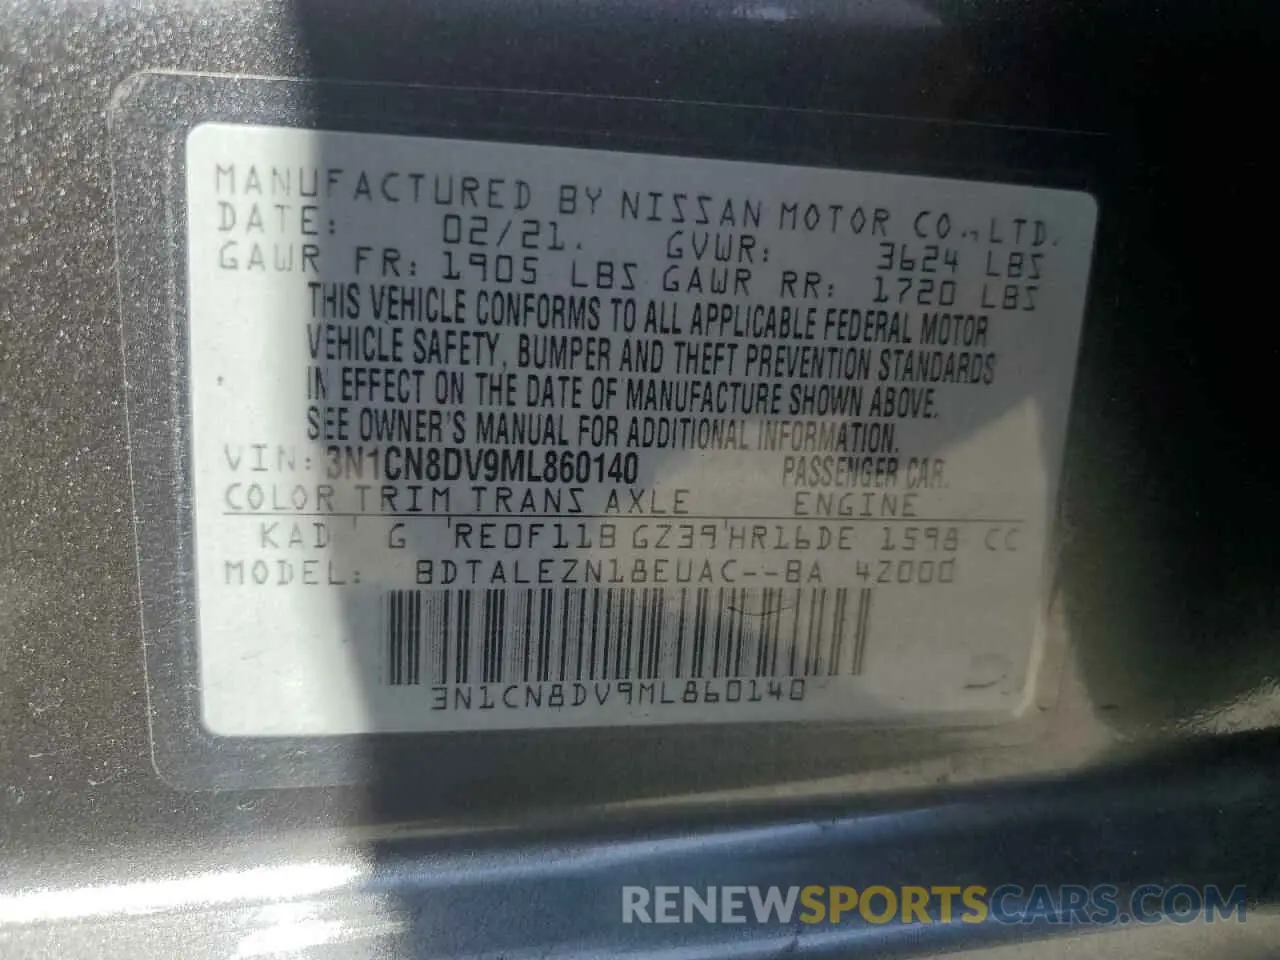 MANUFACTURED BY NISSAN MOTOR CO., LTD.
DATE: 02/21. GVWR: 3624 LBS
GAWR FR: 1905 LBS GAWR RR: 1720 LBS
THIS VEHICLE CONFORMS TO ALL APPLICABLE FEDERAL MOTOR
VEHICLE SAFETY, BUMPER AND THEFT PREVENTION STANDARDS
IN EFFECT ON THE DATE OF MANUFACTURE SHOWN ABOVE.
SEE OWNER'S MANUAL FOR ADDITIONAL INFORMATION.
VIN: 3N1CN8DV9ML860140 PASSENGER CAR.
COLOR TRIM TRANS AXLE ENGINE
KAD G RE0F11B GZ39 HR16DE 1598 CC
MODEL: BDTALEZN18EUAC--BA 4Z000
3N1CN8DV9ML860140
RENEWSPORTSCARS.COM